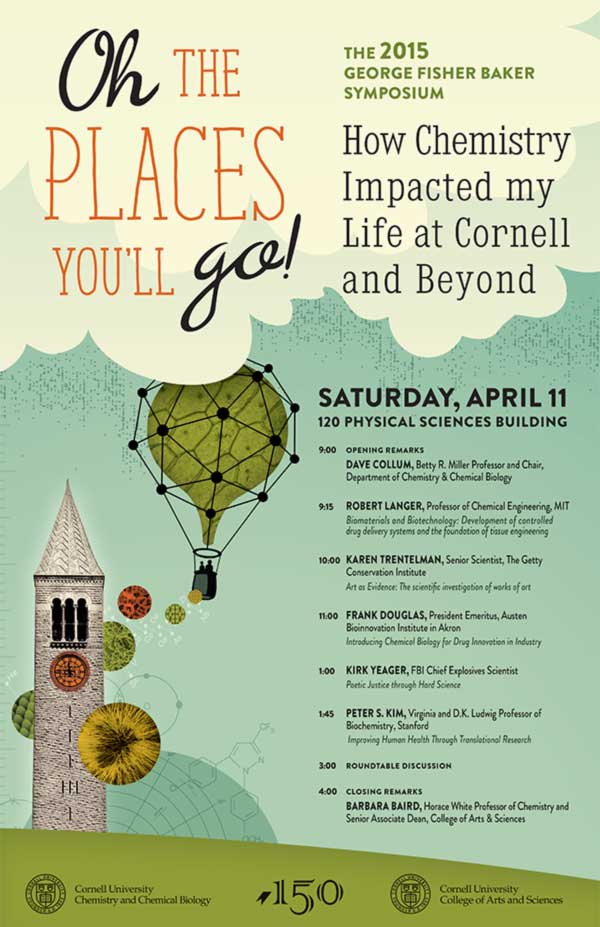 Oh THE
PLACES
YOU'LL go!
THE 2015
GEORGE FISHER BAKER
SYMPOSIUM
How Chemistry
Impacted my
Life at Cornell
and Beyond
SATURDAY, APRIL 11
120 PHYSICAL SCIENCES BUILDING
9:00 OPENING REMARKS
DAVE COLLUM, Betty R. Miller Professor and Chair,
Department of Chemistry & Chemical Biology
9:15 ROBERT LANGER, Professor of Chemical Engineering, MIT
Biomaterials and Biotechnology: Development of controlled
drug delivery systems and the foundation of tissue engineering
10:00 KAREN TRENTELMAN, Senior Scientist, The Getty
Conservation Institute
Art as Evidence: The scientific investigation of works of art
11:00 FRANK DOUGLAS, President Emeritus, Austen
Bioinnovation Institute in Akron
Introducing Chemical Biology for Drug Innovation in Industry
1:00 KIRK YEAGER, FBI Chief Explosives Scientist
Poetic Justice through Hard Science
1:45 PETER S. KIM, Virginia and D.K. Ludwig Professor of
Biochemistry, Stanford
Improving Human Health Through Translational Research
3:00 ROUNDTABLE DISCUSSION
4:00 CLOSING REMARKS
BARBARA BAIRD, Horace White Professor of Chemistry and
Senior Associate Dean, College of Arts & Sciences
Cornell University
Chemistry and Chemical Biology
150
Cornell University
College of Arts and Sciences